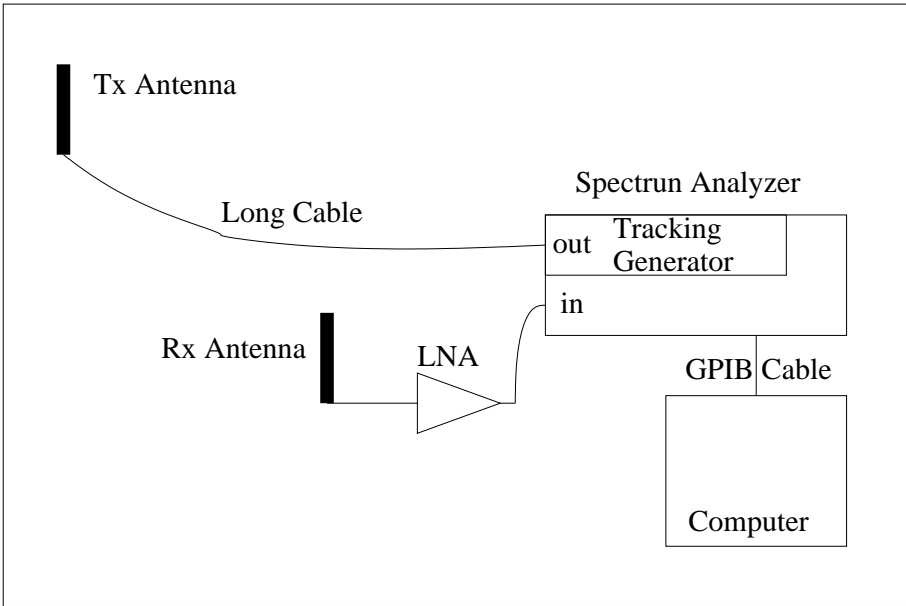 Tx Antenna
Spectrun Analyzer
Long Cable
out
Tracking
Generator
in
Rx Antenna
LNA
GPIB Cable
Computer